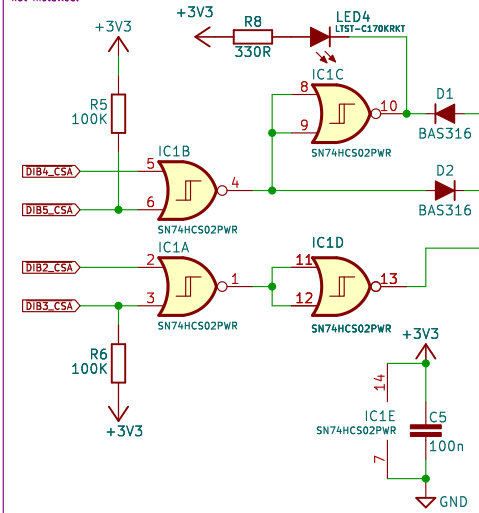 +3V3
R8
330R
LED4
LTST-C170KRKT
+3V3
R5
100K
IC1C
8
9
10
SN74HCS02PWR
D1
BAS316
IC1B
DIB4_CSA
5
DIB5_CSA
6
4
SN74HCS02PWR
D2
BAS316
IC1A
DIB2_CSA
2
DIB3_CSA
3
1
SN74HCS02PWR
IC1D
11
12
13
SN74HCS02PWR
R6
100K
+3V3
+3V3
14
IC1E
SN74HCS02PWR
7
C5
100n
GND